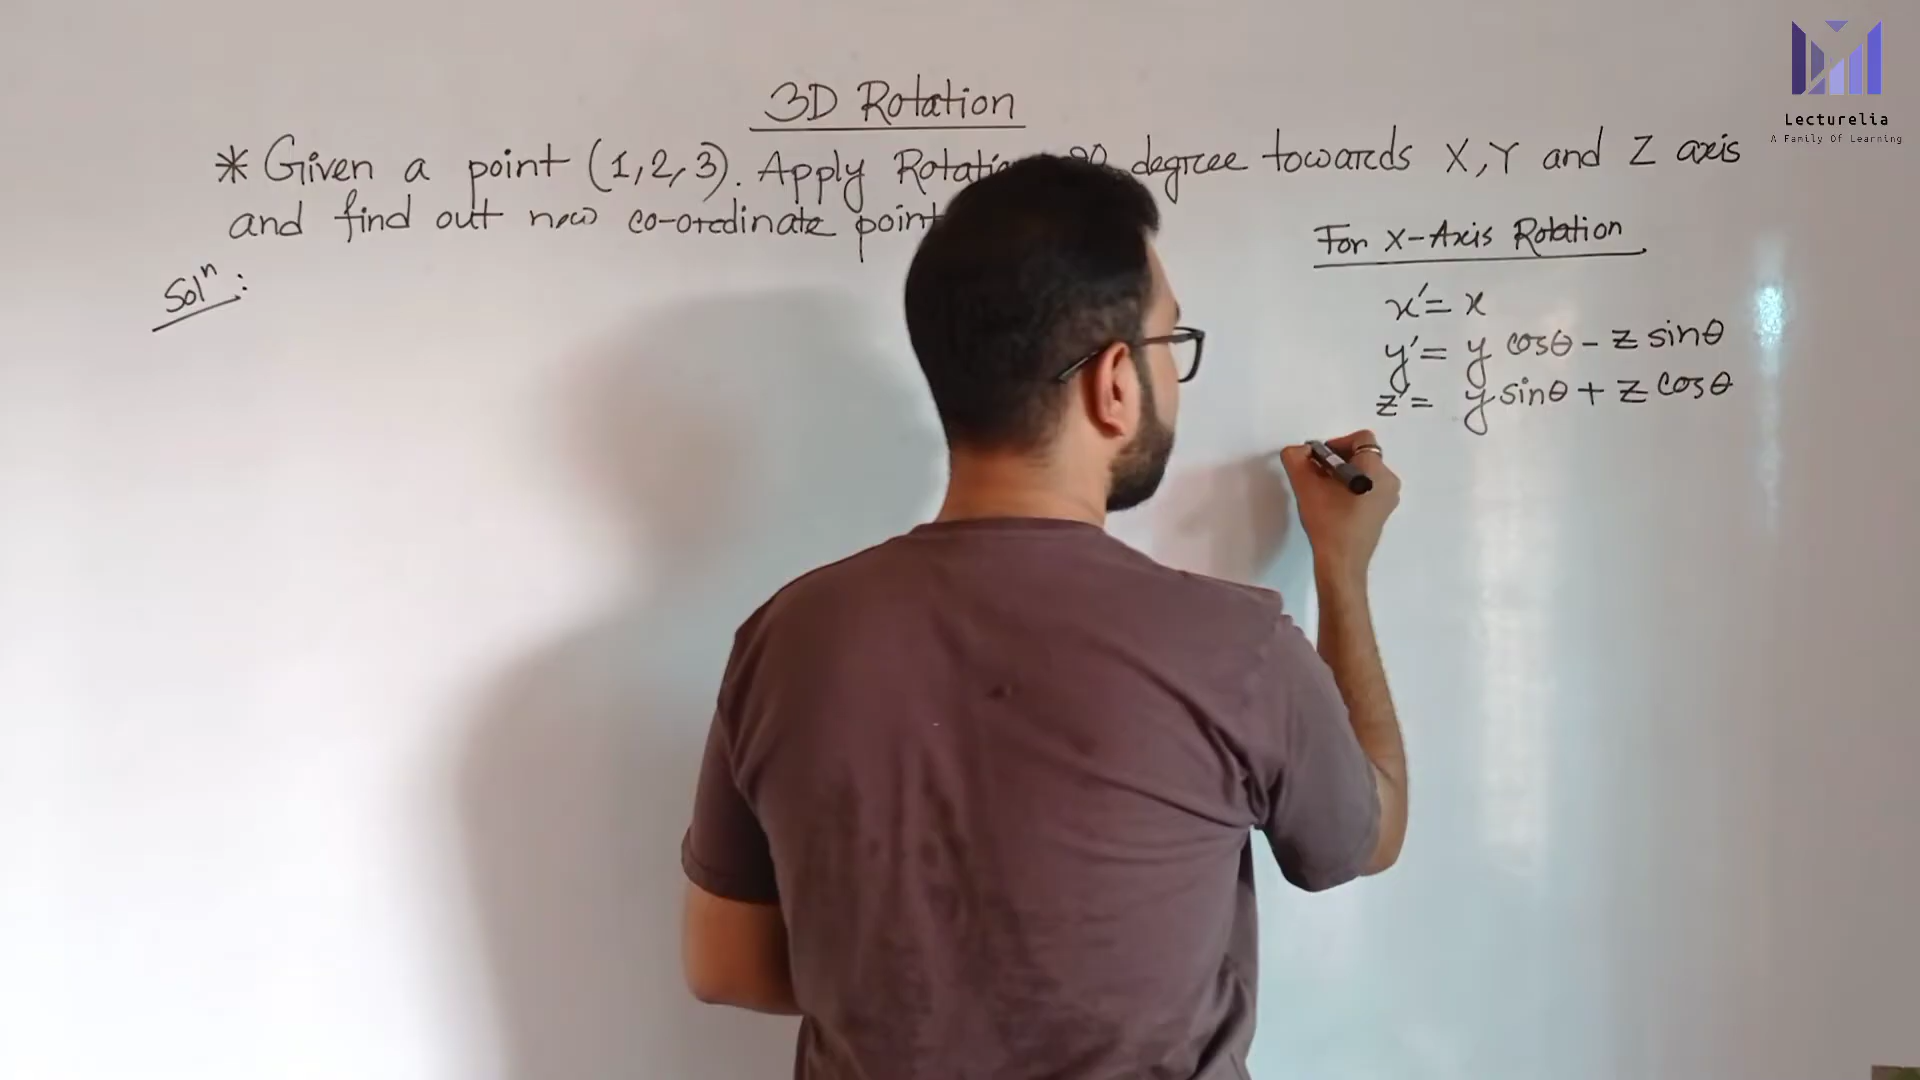 3D Rotation
* Given a point (1,2,3). Apply Rotation 90 degree towards X,Y and Z axis
and find out new co-ordinate point
For X-Axis Rotation
Solⁿ:
x′= x
y′= y cosθ - z sinθ
z′= y sinθ + z cosθ
Lecturelia
A Family Of Learning